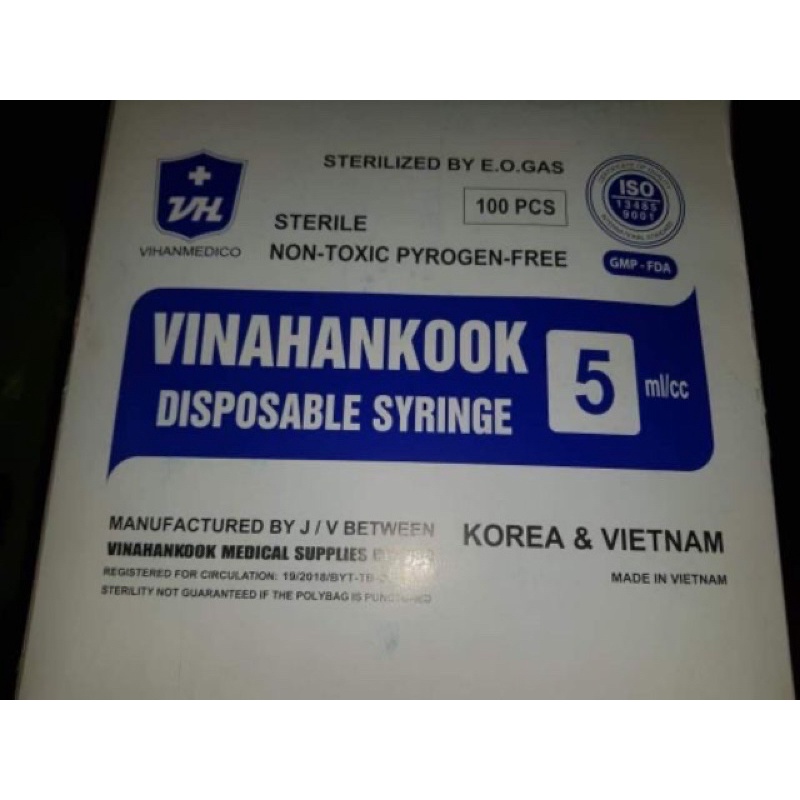 VH
VIHANMEDICO
STERILIZED BY E.O.GAS
100 PCS
STERILE
NON-TOXIC PYROGEN-FREE
ISO
13485
9001
GMP - FDA
VINAHANKOOK
DISPOSABLE SYRINGE
5
ml/cc
MANUFACTURED BY J / V BETWEEN
KOREA & VIETNAM
VINAHANKOOK MEDICAL SUPPLIES
REGISTERED FOR CIRCULATION: 19/2018/BYT-TB-
MADE IN VIETNAM
STERILITY NOT GUARANTEED IF THE POLYBAG IS PUNCTURED